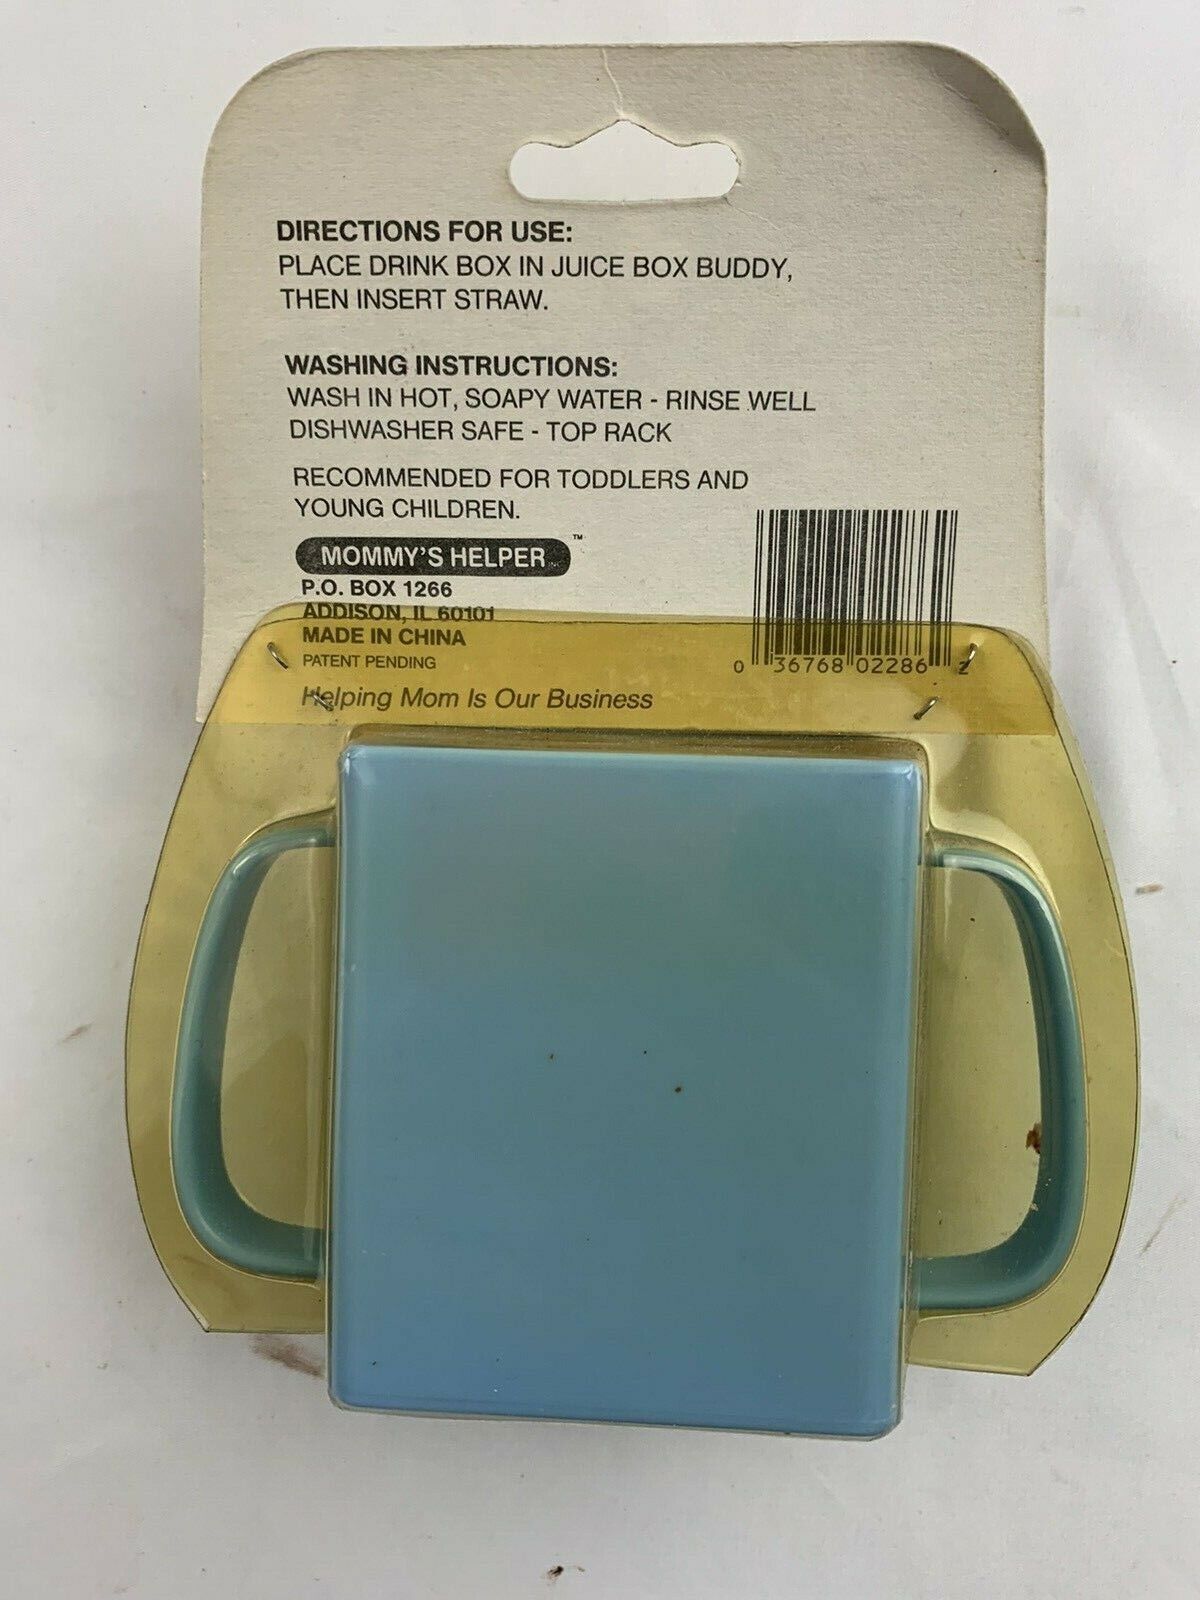 DIRECTIONS FOR USE:
PLACE DRINK BOX IN JUICE BOX BUDDY,
THEN INSERT STRAW.
WASHING INSTRUCTIONS:
WASH IN HOT, SOAPY WATER - RINSE WELL
DISHWASHER SAFE - TOP RACK
RECOMMENDED FOR TODDLERS AND
YOUNG CHILDREN.
MOMMY'S HELPER ™
P.O. BOX 1266
ADDISON, IL 60101
MADE IN CHINA
PATENT PENDING
Helping Mom Is Our Business
0 36768 02286 2